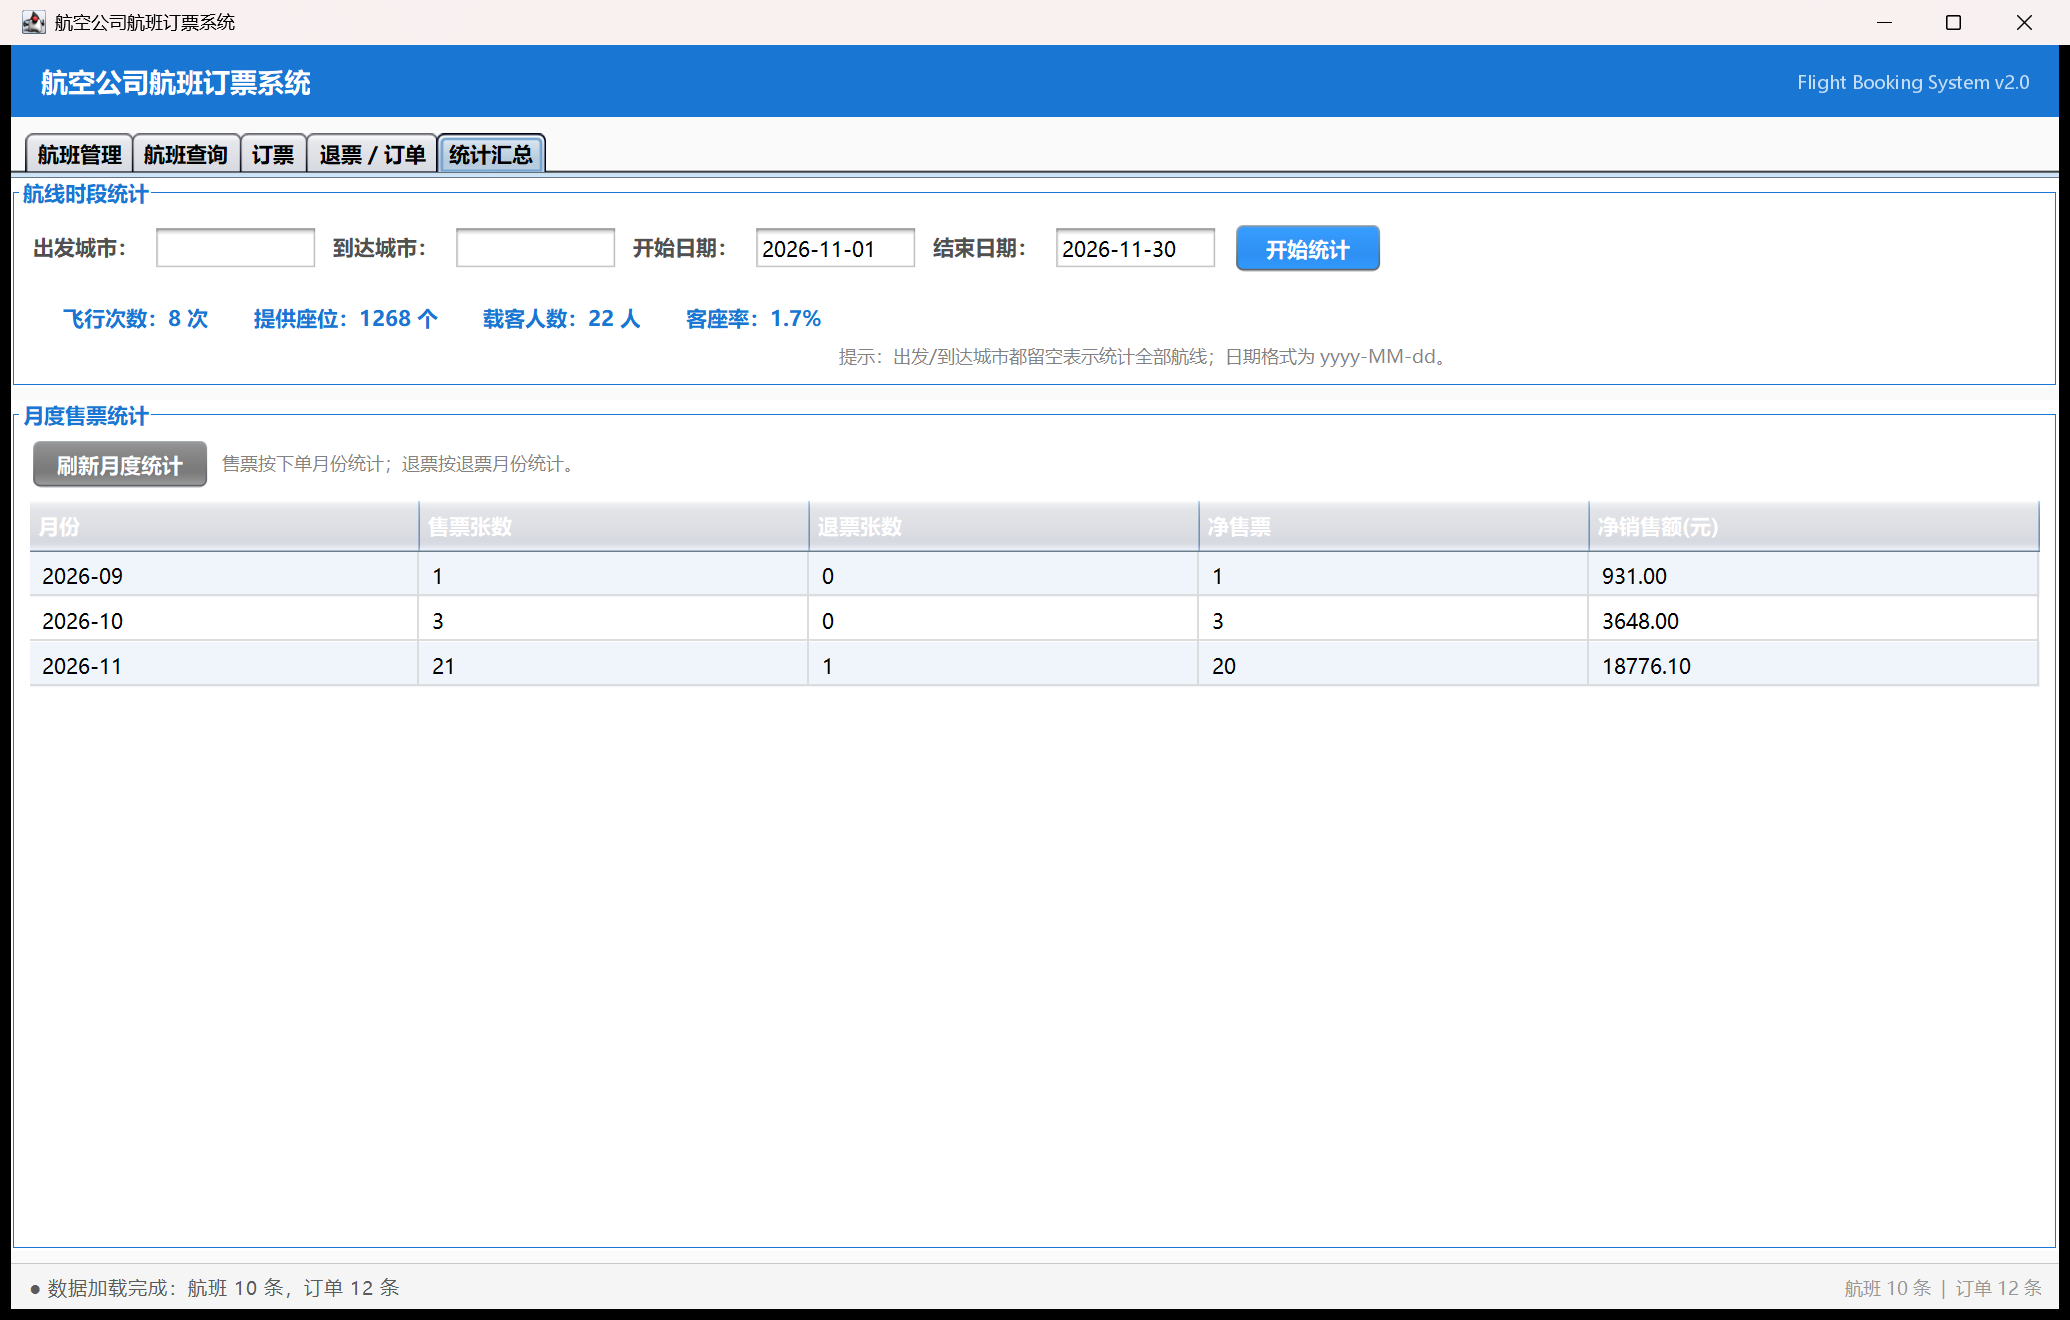 航空公司航班订票系统
航空公司航班订票系统
Flight Booking System v2.0
航班管理 航班查询 订票 退票 / 订单 统计汇总
航线时段统计
出发城市： 到达城市： 开始日期： 2026-11-01 结束日期： 2026-11-30 开始统计
飞行次数：8 次 提供座位：1268 个 载客人数：22 人 客座率：1.7%
提示：出发/到达城市都留空表示统计全部航线；日期格式为 yyyy-MM-dd。
月度售票统计
刷新月度统计 售票按下单月份统计；退票按退票月份统计。
月份 售票张数 退票张数 净售票 净销售额(元)
2026-09 1 0 1 931.00
2026-10 3 0 3 3648.00
2026-11 21 1 20 18776.10
● 数据加载完成：航班 10 条，订单 12 条
航班 10 条 | 订单 12 条